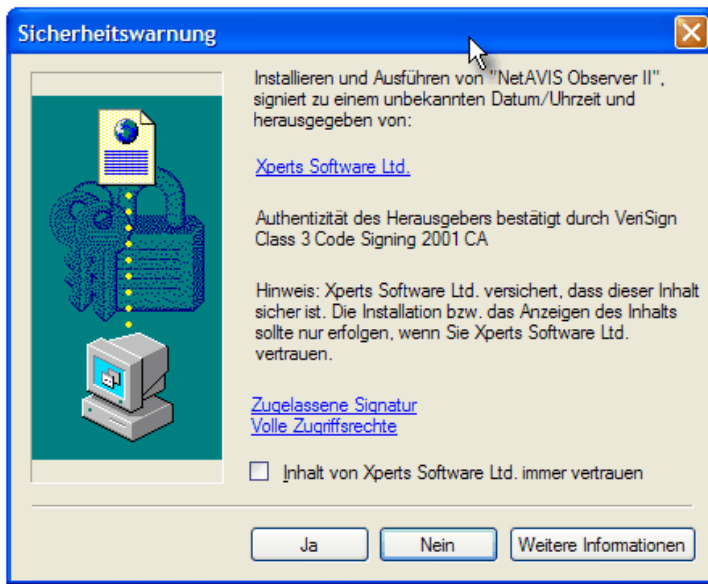 Sicherheitswarnung
Installieren und Ausführen von "NetAVIS Observer II",
signiert zu einem unbekannten Datum/Uhrzeit und
herausgegeben von:
Xperts Software Ltd.
Authentizität des Herausgebers bestätigt durch VeriSign
Class 3 Code Signing 2001 CA
Hinweis: Xperts Software Ltd. versichert, dass dieser Inhalt
sicher ist. Die Installation bzw. das Anzeigen des Inhalts
sollte nur erfolgen, wenn Sie Xperts Software Ltd.
vertrauen.
Zugelassene Signatur
Volle Zugriffsrechte
Inhalt von Xperts Software Ltd. immer vertrauen
Ja
Nein
Weitere Informationen